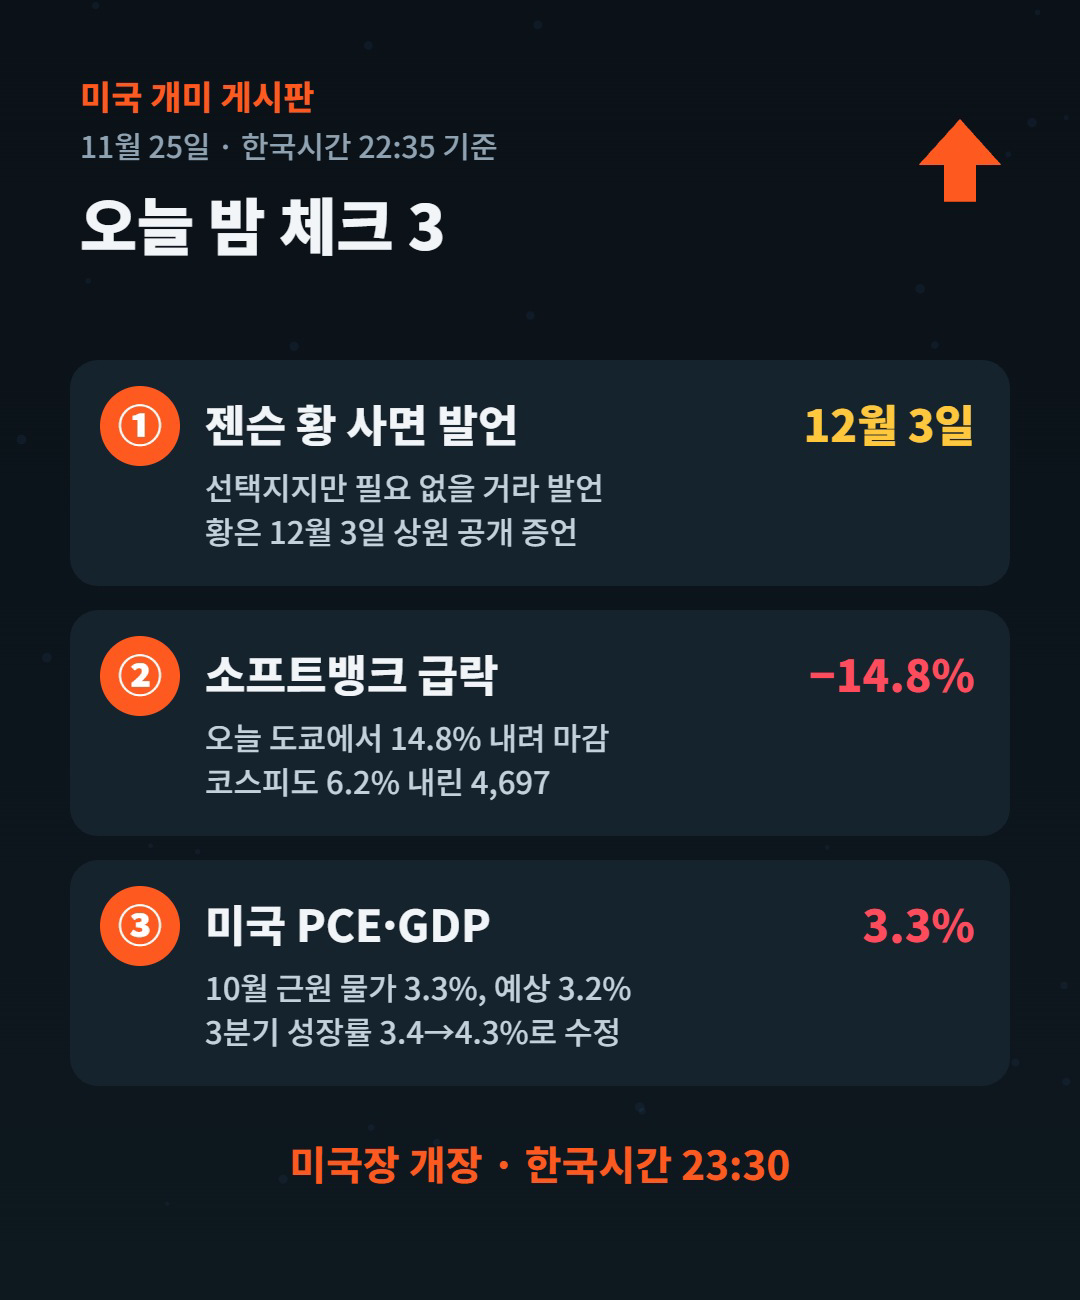 미국 개미 게시판
11월 25일 · 한국시간 22:35 기준
오늘 밤 체크 3
① 젠슨 황 사면 발언 12월 3일
선택지지만 필요 없을 거라 발언
황은 12월 3일 상원 공개 증언
② 소프트뱅크 급락 −14.8%
오늘 도쿄에서 14.8% 내려 마감
코스피도 6.2% 내린 4,697
③ 미국 PCE·GDP 3.3%
10월 근원 물가 3.3%, 예상 3.2%
3분기 성장률 3.4→4.3%로 수정
미국장 개장 · 한국시간 23:30